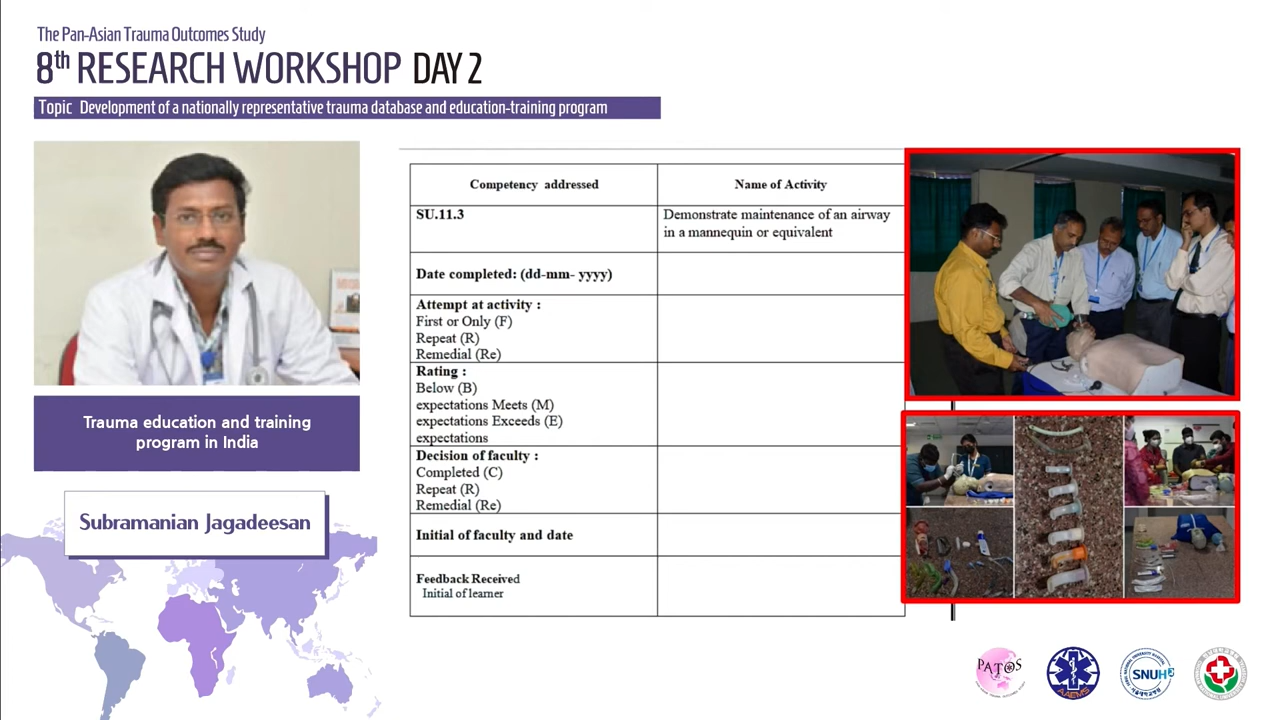 The Pan-Asian Trauma Outcomes Study
8th RESEARCH WORKSHOP DAY 2
Topic Development of a nationally representative trauma database and education-training program
Trauma education and training
program in India
Subramanian Jagadeesan
Competency addressed
Name of Activity
SU.11.3
Demonstrate maintenance of an airway
in a mannequin or equivalent
Date completed: (dd-mm- yyyy)
Attempt at activity :
First or Only (F)
Repeat (R)
Remedial (Re)
Rating :
Below (B)
expectations Meets (M)
expectations Exceeds (E)
expectations
Decision of faculty :
Completed (C)
Repeat (R)
Remedial (Re)
Initial of faculty and date
Feedback Received
Initial of learner
PATOS
AAEMS
SNUH